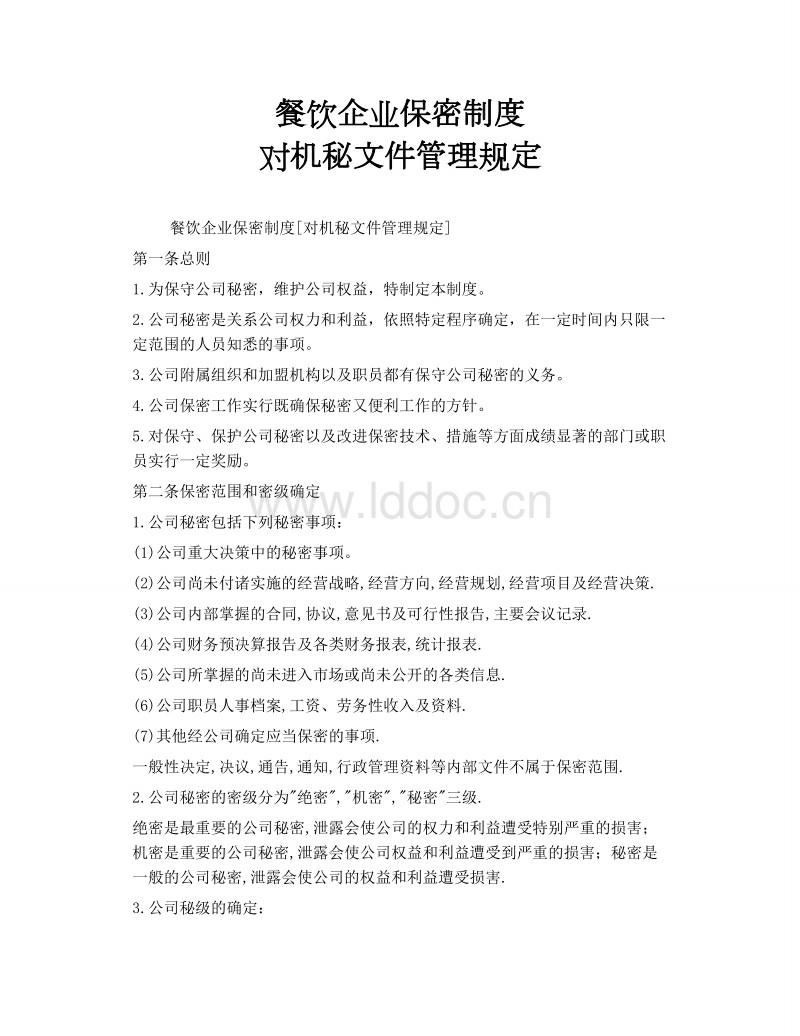 餐饮企业保密制度
对机秘文件管理规定
餐饮企业保密制度[对机秘文件管理规定]
第一条总则
1.为保守公司秘密，维护公司权益，特制定本制度。
2.公司秘密是关系公司权力和利益，依照特定程序确定，在一定时间内只限一
定范围的人员知悉的事项。
3.公司附属组织和加盟机构以及职员都有保守公司秘密的义务。
4.公司保密工作实行既确保秘密又便利工作的方针。
5.对保守、保护公司秘密以及改进保密技术、措施等方面成绩显著的部门或职
员实行一定奖励。
第二条保密范围和密级确定
www.lddoc.cn
1.公司秘密包括下列秘密事项：
(1)公司重大决策中的秘密事项。
(2)公司尚未付诸实施的经营战略,经营方向,经营规划,经营项目及经营决策.
(3)公司内部掌握的合同,协议,意见书及可行性报告,主要会议记录.
(4)公司财务预决算报告及各类财务报表,统计报表.
(5)公司所掌握的尚未进入市场或尚未公开的各类信息.
(6)公司职员人事档案,工资、劳务性收入及资料.
(7)其他经公司确定应当保密的事项.
一般性决定,决议,通告,通知,行政管理资料等内部文件不属于保密范围.
2.公司秘密的密级分为"绝密","机密","秘密"三级.
绝密是最重要的公司秘密,泄露会使公司的权力和利益遭受特别严重的损害；
机密是重要的公司秘密,泄露会使公司权益和利益遭受到严重的损害；秘密是
一般的公司秘密,泄露会使公司的权益和利益遭受损害.
3.公司秘级的确定：